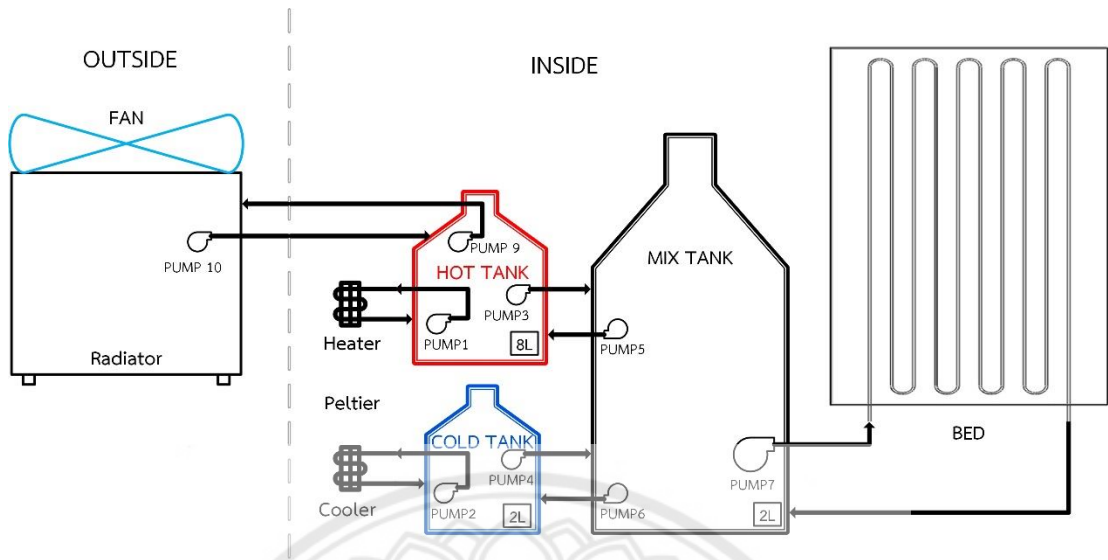 OUTSIDE
INSIDE
FAN
PUMP 10
Radiator
PUMP 9
HOT TANK
PUMP3
PUMP1
8L
Heater
Peltier
Cooler
COLD TANK
PUMP4
PUMP2
2L
MIX TANK
PUMP5
PUMP6
PUMP7
2L
BED